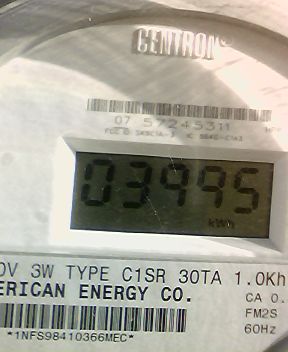 CENTRON
07 57245311
03995
kWh
0V 3W TYPE C1SR 30TA 1.0Kh
ERICAN ENERGY CO.
CA 0.
FM2S
60Hz
*1NFS98410366MEC*